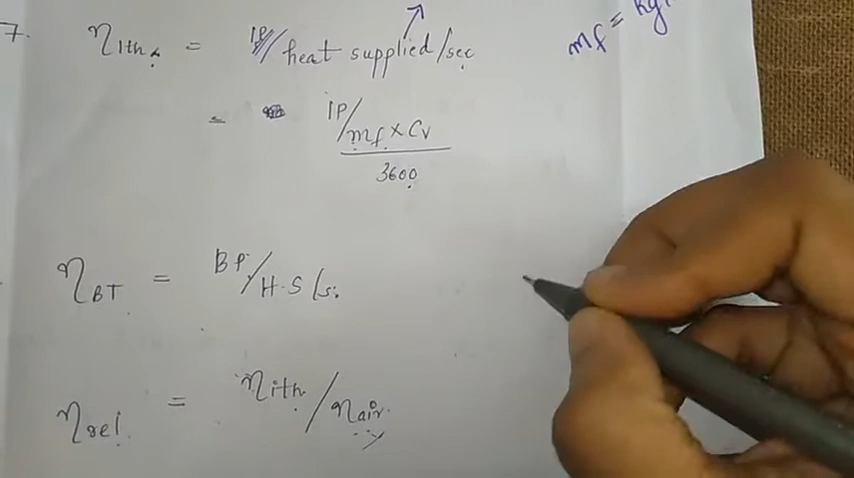 7. ηIth. = IP/heat supplied/sec
mf = kg
= IP/mf × CV
3600
ηBT = BP/H.S/s.
ηrel = ηith/ηair